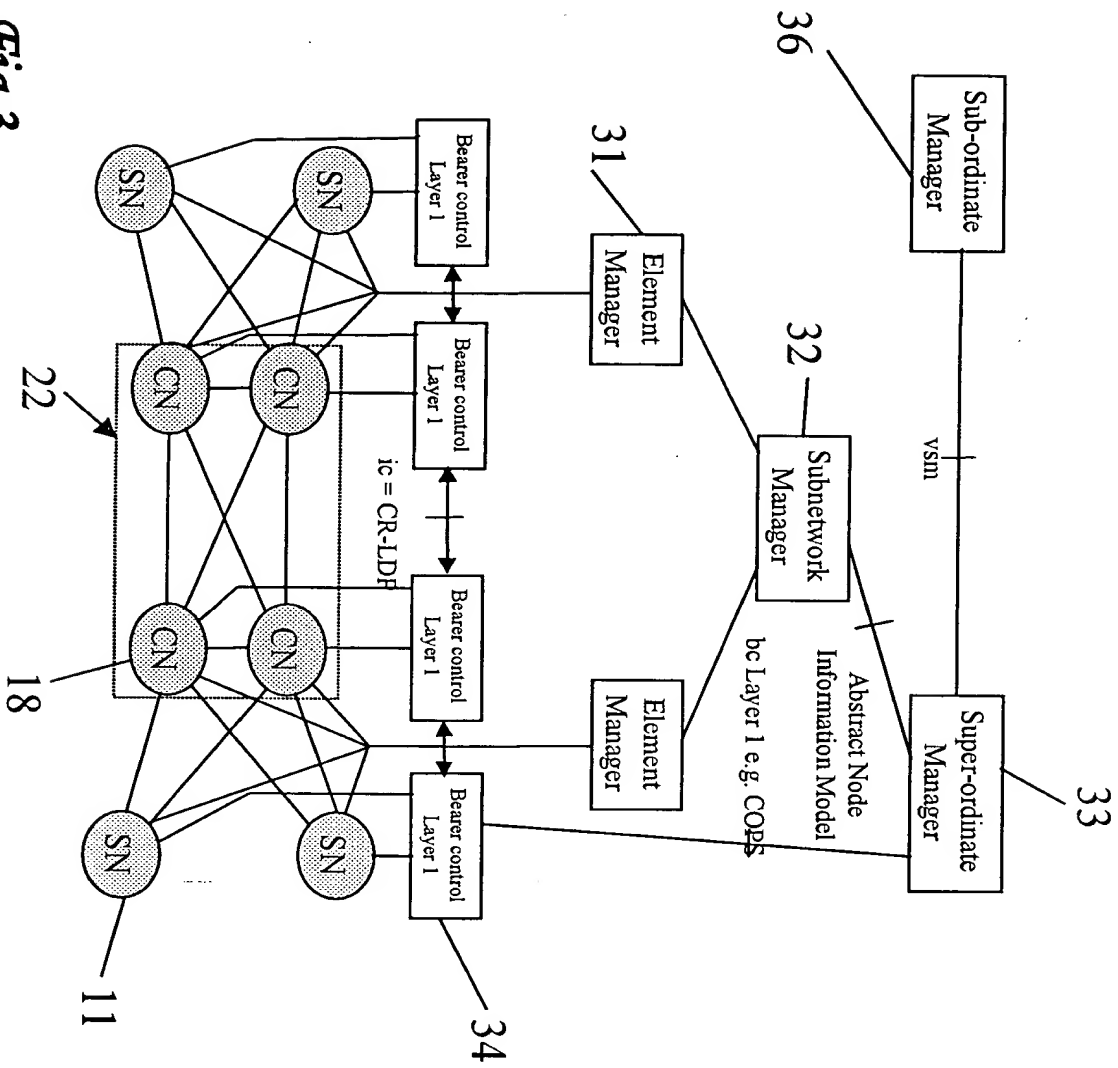 33
Sub-ordinate
Manager
vsm
Super-ordinate
Manager
36
Abstract Node
Information Model
32
Subnetwork
Manager
bc Layer 1 e.g. COPS
31
Element
Manager
Element
Manager
34
Bearer control
Layer 1
Bearer control
Layer 1
Bearer control
Layer 1
Bearer control
Layer 1
ic = CR-LDP
SN
CN
CN
SN
SN
CN
CN
SN
22
18
11
Fig 3